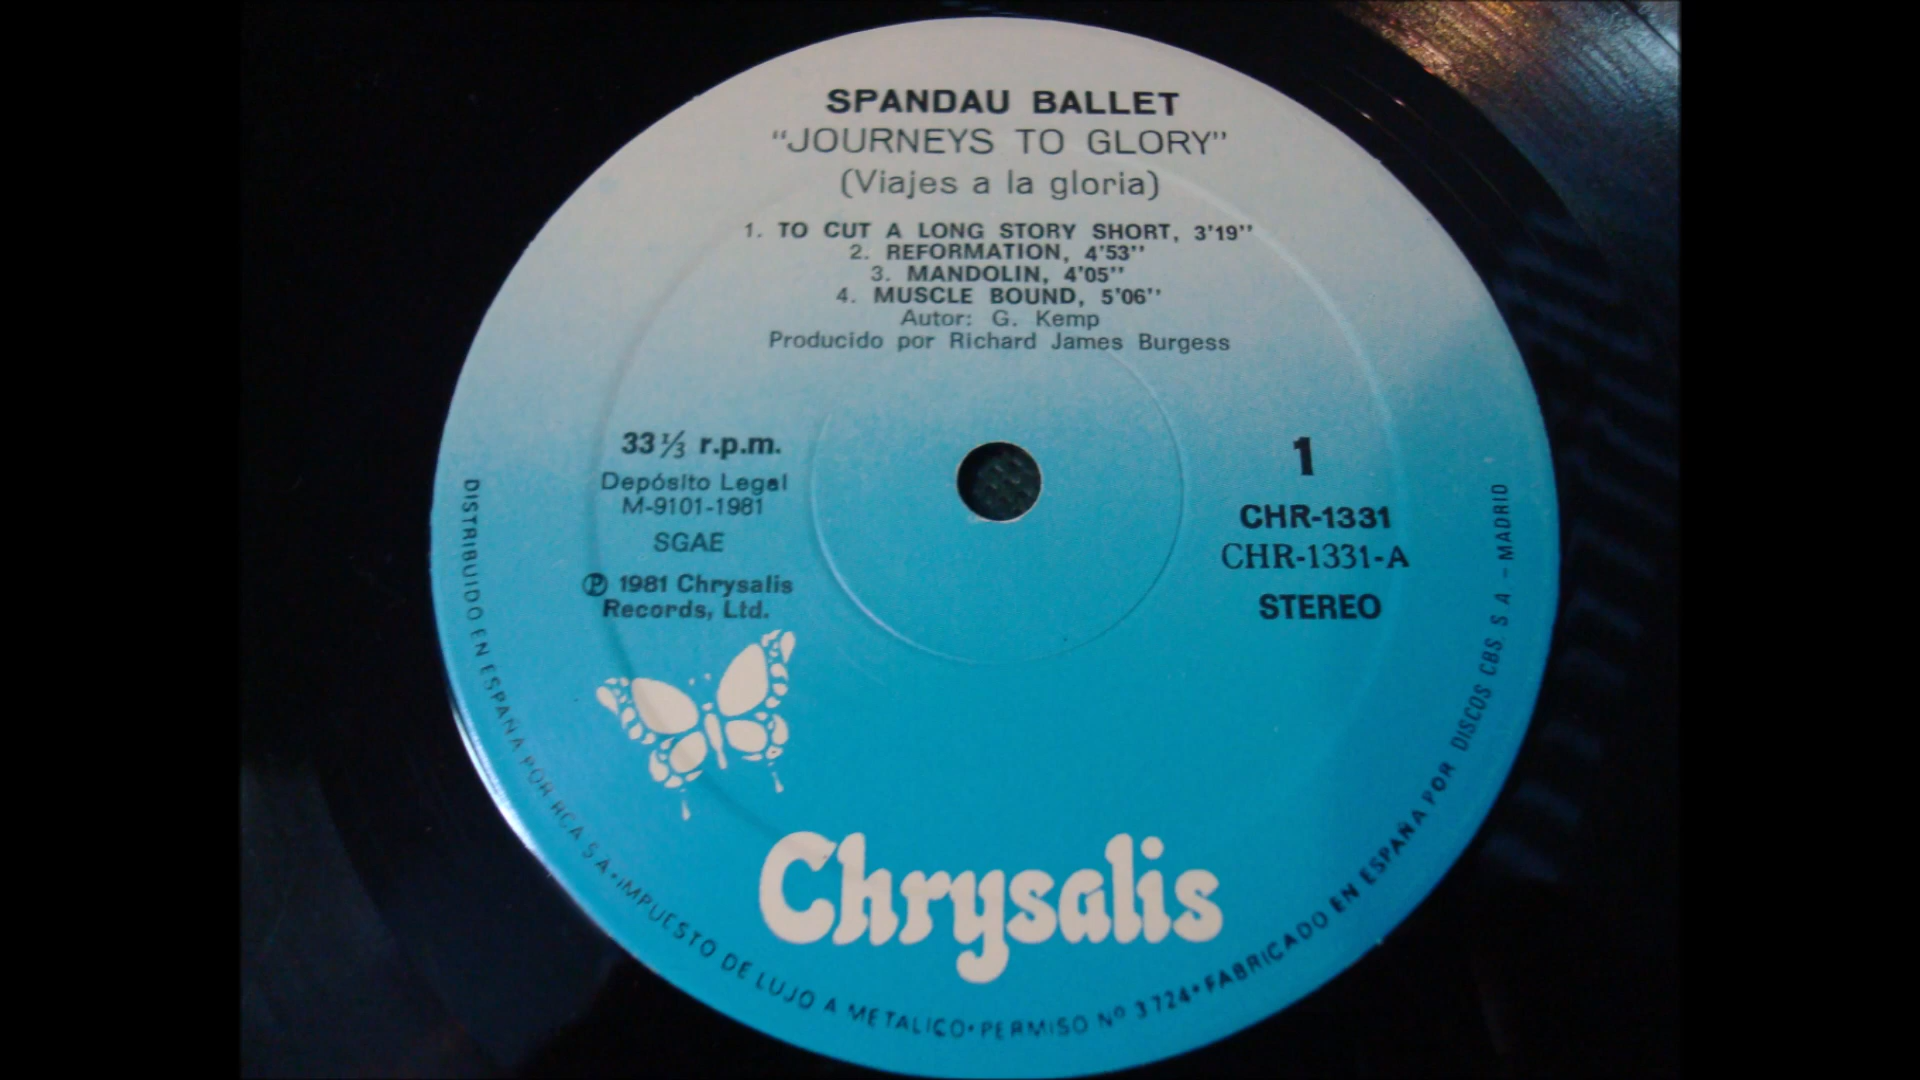 SPANDAU BALLET
“JOURNEYS TO GLORY”
(Viajes a la gloria)
1. TO CUT A LONG STORY SHORT, 3'19''
2. REFORMATION, 4'53''
3. MANDOLIN, 4'05''
4. MUSCLE BOUND, 5'06''
Autor: G. Kemp
Producido por Richard James Burgess
33⅓ r.p.m.
Depósito Legal
M-9101-1981
SGAE
Ⓟ 1981 Chrysalis
Records, Ltd.
1
CHR-1331
CHR-1331-A
STEREO
Chrysalis
DISTRIBUIDO EN ESPAÑA POR RCA S A • IMPUESTO DE LUJO A METALICO • PERMISO Nº 3724 • FABRICADO EN ESPAÑA POR DISCOS CBS. S A. - MADRID